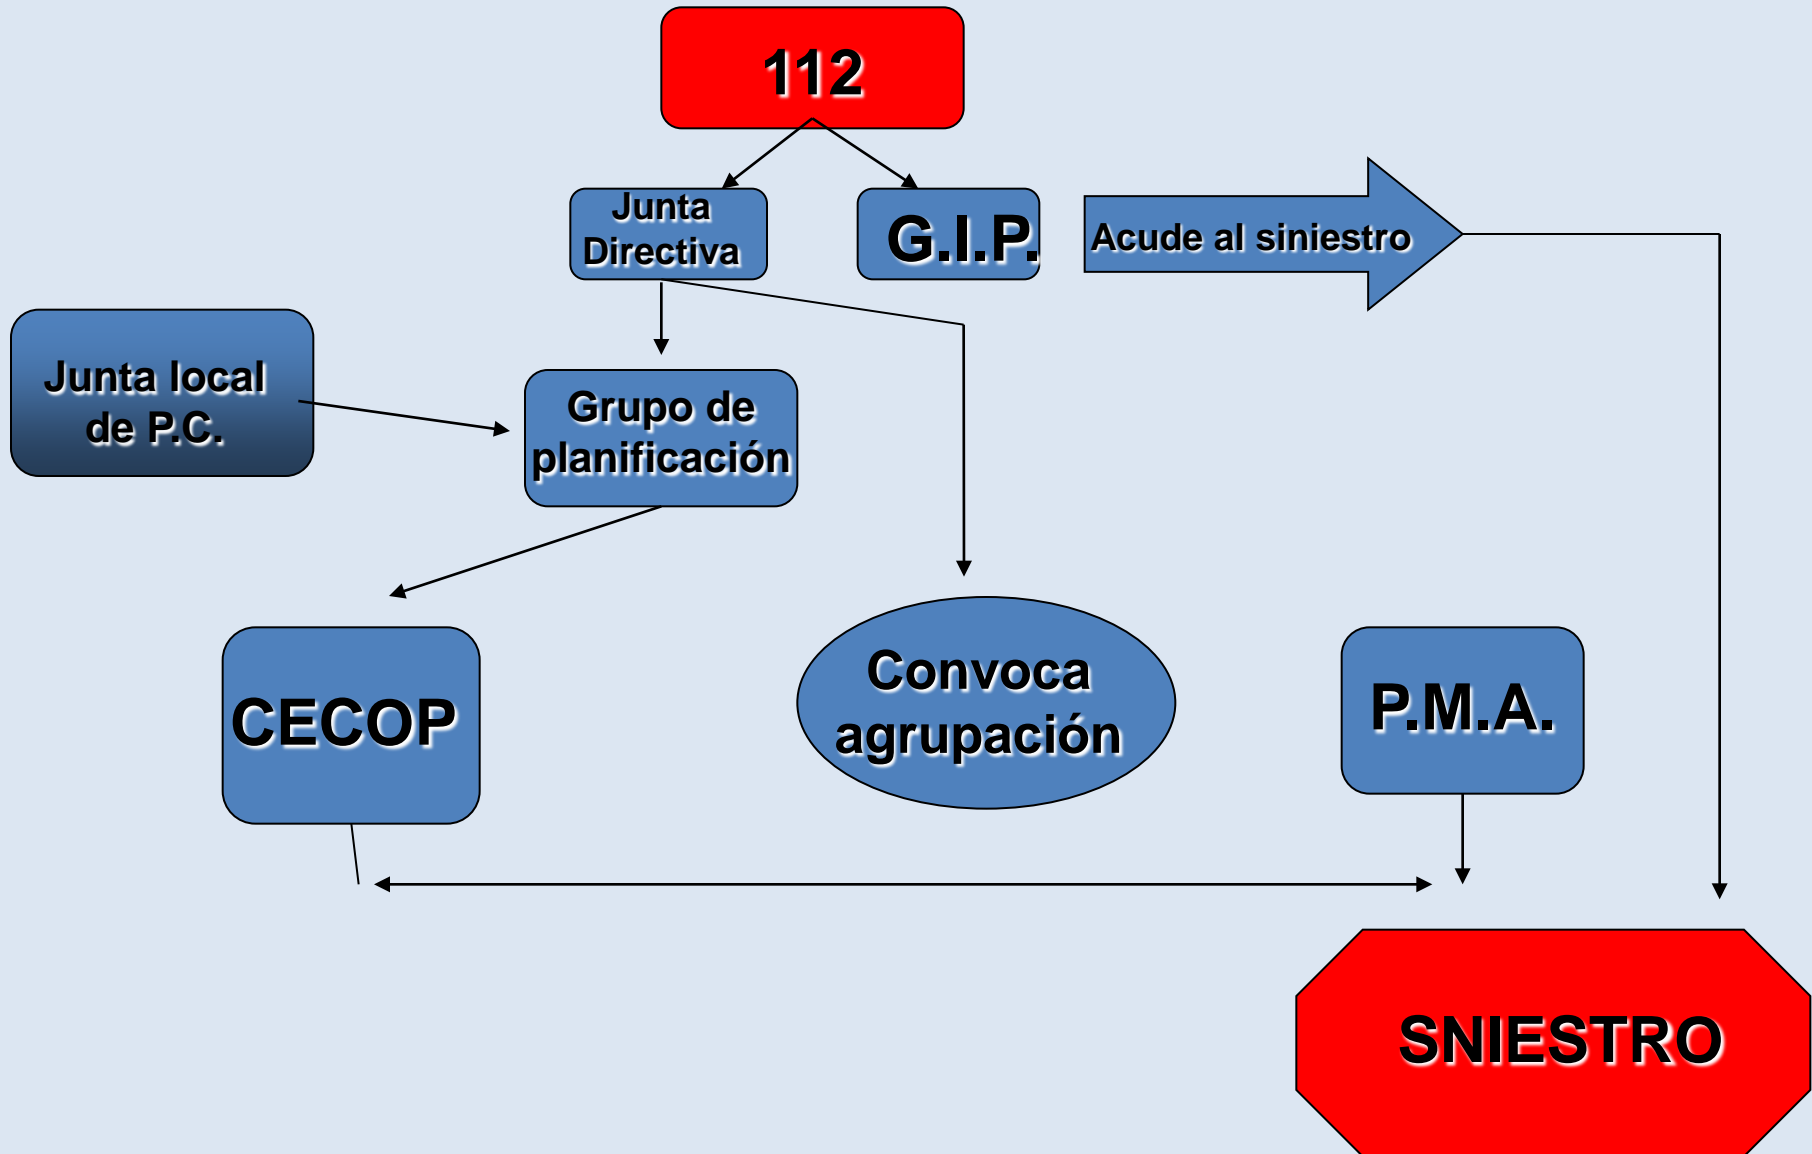 112
Junta
Directiva
G.I.P.
Acude al siniestro
Junta local
de P.C.
Grupo de
planificación
CECOP
Convoca
agrupación
P.M.A.
SNIESTRO